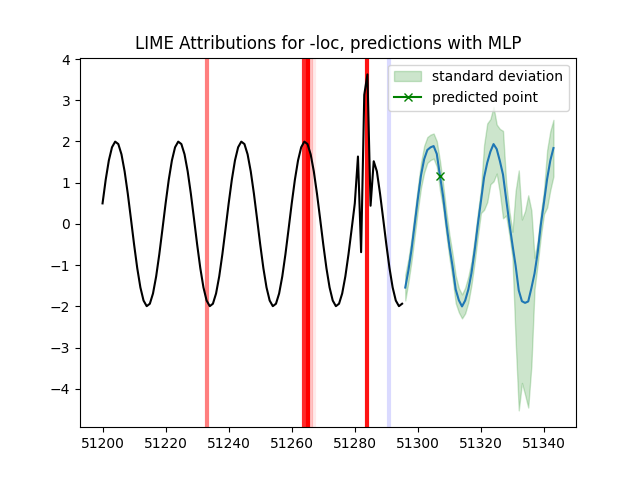 LIME Attributions for -loc, predictions with MLP
standard deviation
predicted point
4
3
2
1
0
−1
−2
−3
−4
51200 51220 51240 51260 51280 51300 51320 51340